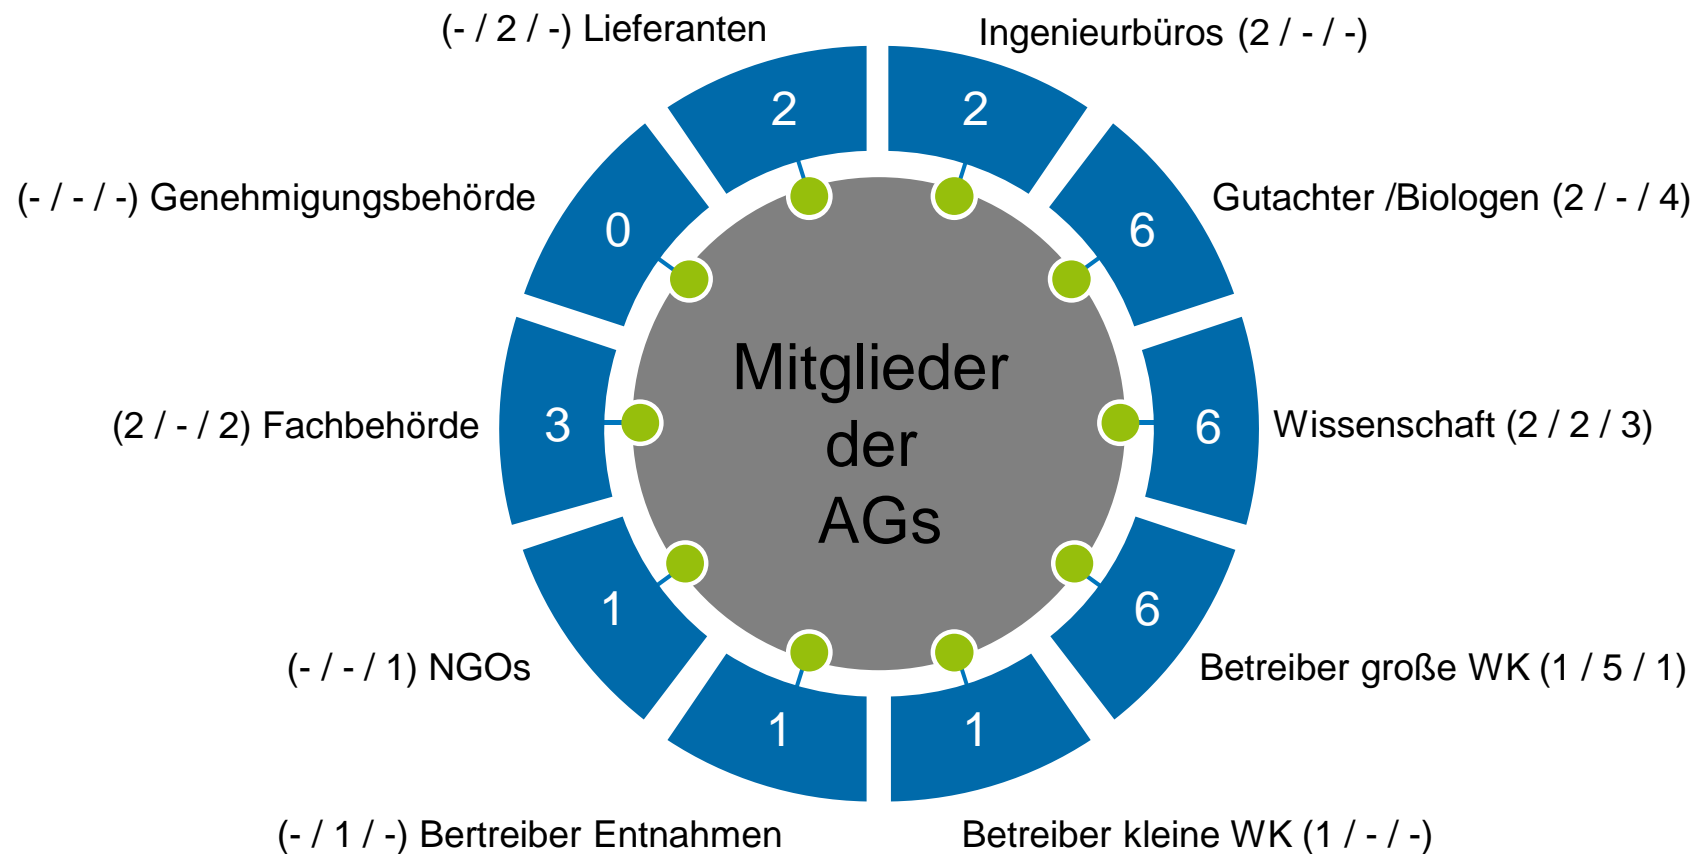 (- / 2 / -) Lieferanten
Ingenieurbüros (2 / - / -)
2
2
(- / - / -) Genehmigungsbehörde
Gutachter /Biologen (2 / - / 4)
0
6
Mitglieder
der
AGs
(2 / - / 2) Fachbehörde
3
6
Wissenschaft (2 / 2 / 3)
1
6
(- / - / 1) NGOs
Betreiber große WK (1 / 5 / 1)
1
1
(- / 1 / -) Bertreiber Entnahmen
Betreiber kleine WK (1 / - / -)